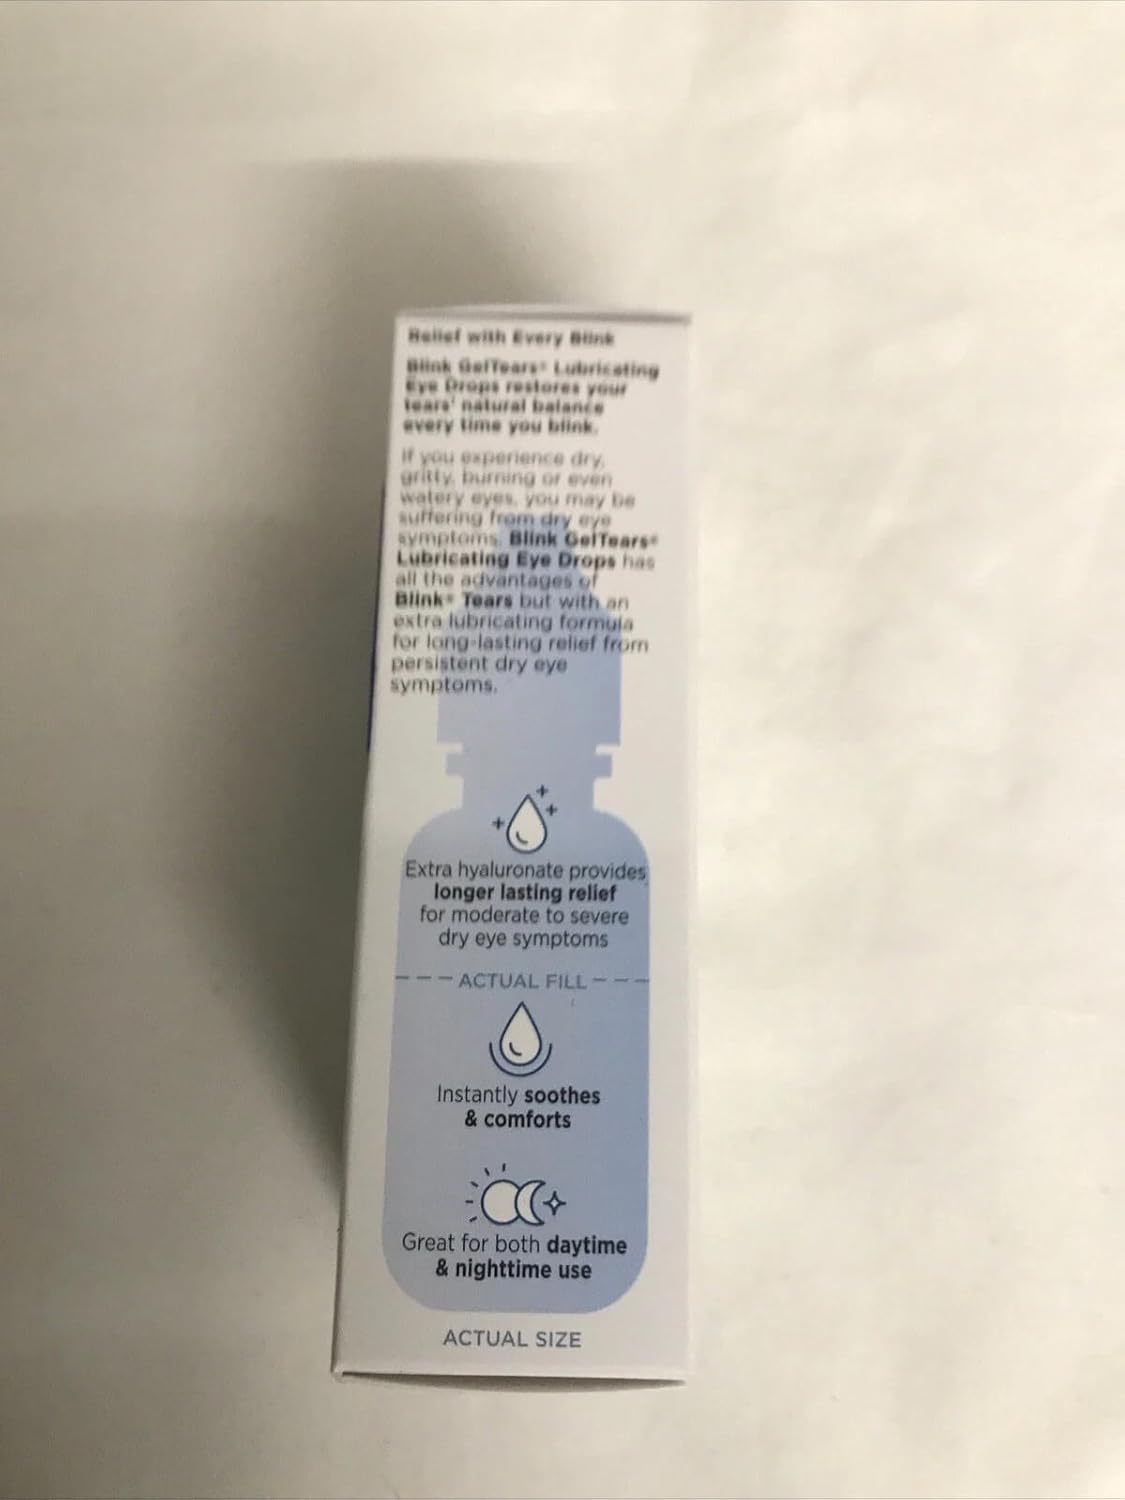 Relief with Every Blink
Blink GelTears® Lubricating
Eye Drops restores your
tears' natural balance
every time you blink.
If you experience dry,
gritty, burning or even
watery eyes, you may be
suffering from dry eye
symptoms. Blink GelTears®
Lubricating Eye Drops has
all the advantages of
Blink® Tears but with an
extra lubricating formula
for long-lasting relief from
persistent dry eye
symptoms.
Extra hyaluronate provides
longer lasting relief
for moderate to severe
dry eye symptoms
ACTUAL FILL
Instantly soothes
& comforts
Great for both daytime
& nighttime use
ACTUAL SIZE